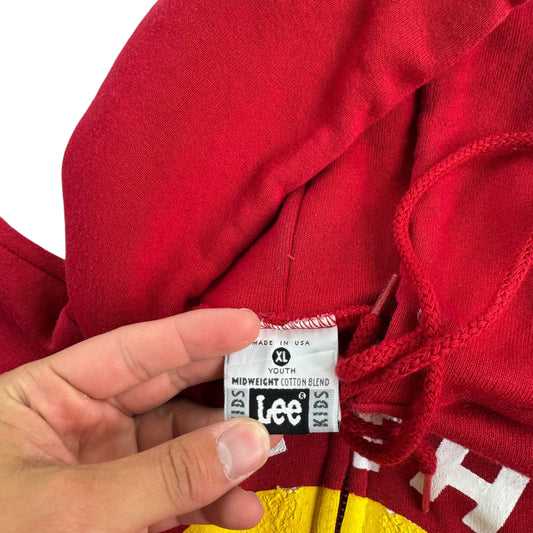 MADE IN USA
XL
YOUTH
MIDWEIGHT COTTON BLEND
KIDS Lee® KIDS
H